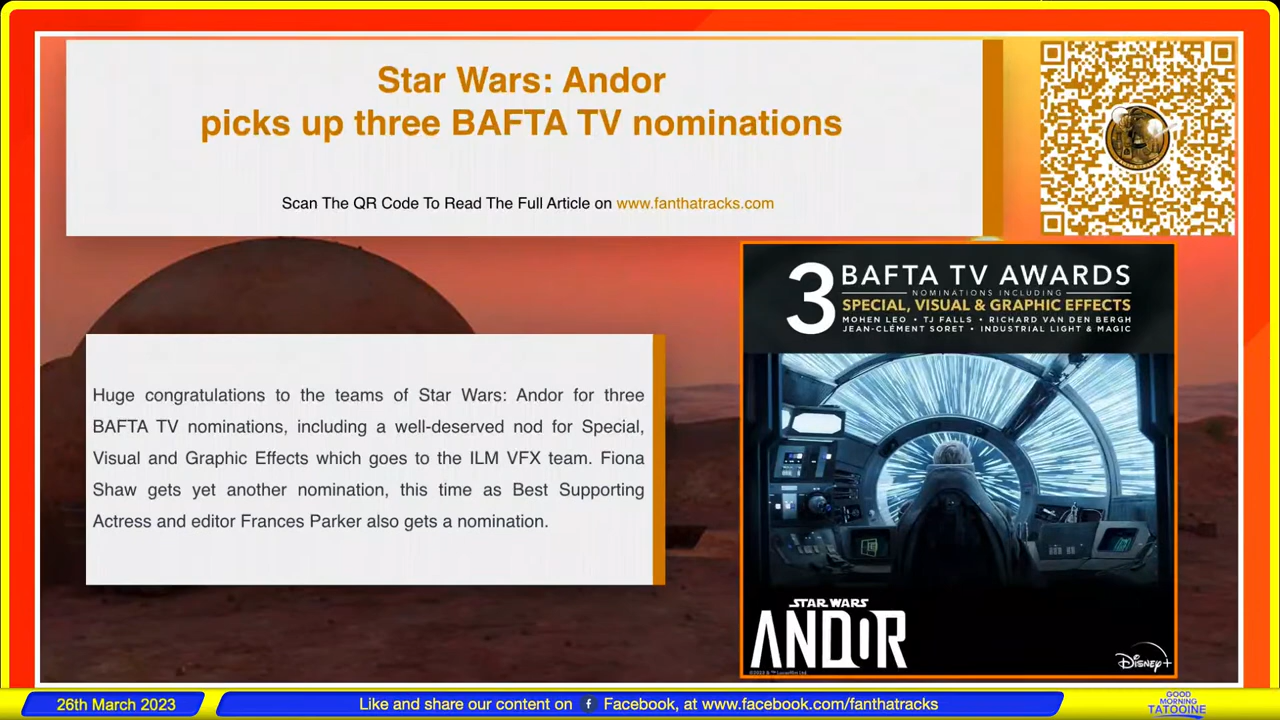 Star Wars: Andor
picks up three BAFTA TV nominations
Scan The QR Code To Read The Full Article on www.fanthatracks.com
3
BAFTA TV AWARDS
NOMINATIONS INCLUDING
SPECIAL, VISUAL & GRAPHIC EFFECTS
MOHEN LEO • TJ FALLS • RICHARD VAN DEN BERGH
JEAN-CLÉMENT SORET • INDUSTRIAL LIGHT & MAGIC
Huge congratulations to the teams of Star Wars: Andor for three
BAFTA TV nominations, including a well-deserved nod for Special,
Visual and Graphic Effects which goes to the ILM VFX team. Fiona
Shaw gets yet another nomination, this time as Best Supporting
Actress and editor Frances Parker also gets a nomination.
STAR WARS
ANDOR
Disney+
26th March 2023
Like and share our content on Facebook, at www.facebook.com/fanthatracks
GOOD
MORNING
TATOOINE